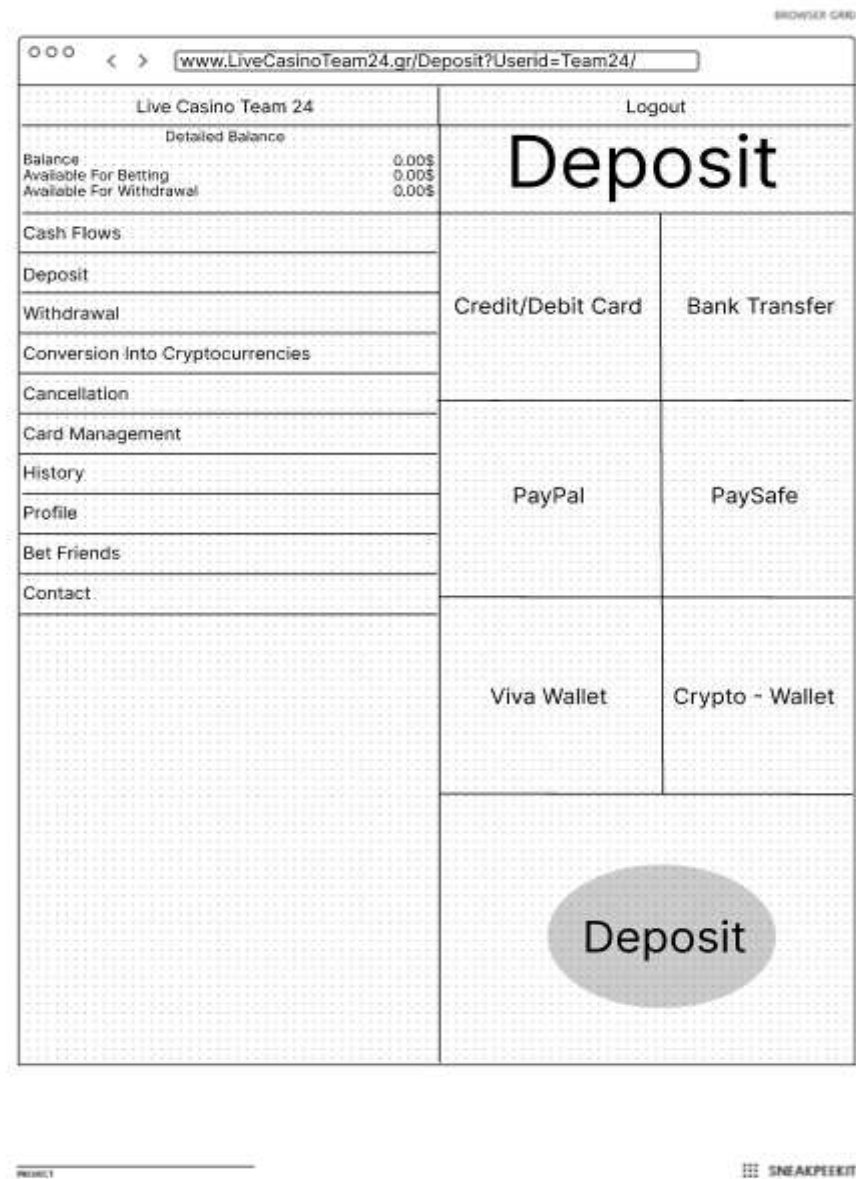 BROWSER GRID
www.LiveCasinoTeam24.gr/Deposit?Userid=Team24/
Live Casino Team 24
Logout
Detailed Balance
Balance 0.00$
Available For Betting 0.00$
Available For Withdrawal 0.00$
Cash Flows
Deposit
Withdrawal
Conversion Into Cryptocurrencies
Cancellation
Card Management
History
Profile
Bet Friends
Contact
Deposit
Credit/Debit Card
Bank Transfer
PayPal
PaySafe
Viva Wallet
Crypto - Wallet
Deposit
PROJECT
SNEAKPEEKIT